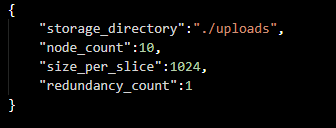 {
"storage_directory":"./uploads",
"node_count":10,
"size_per_slice":1024,
"redundancy_count":1
}